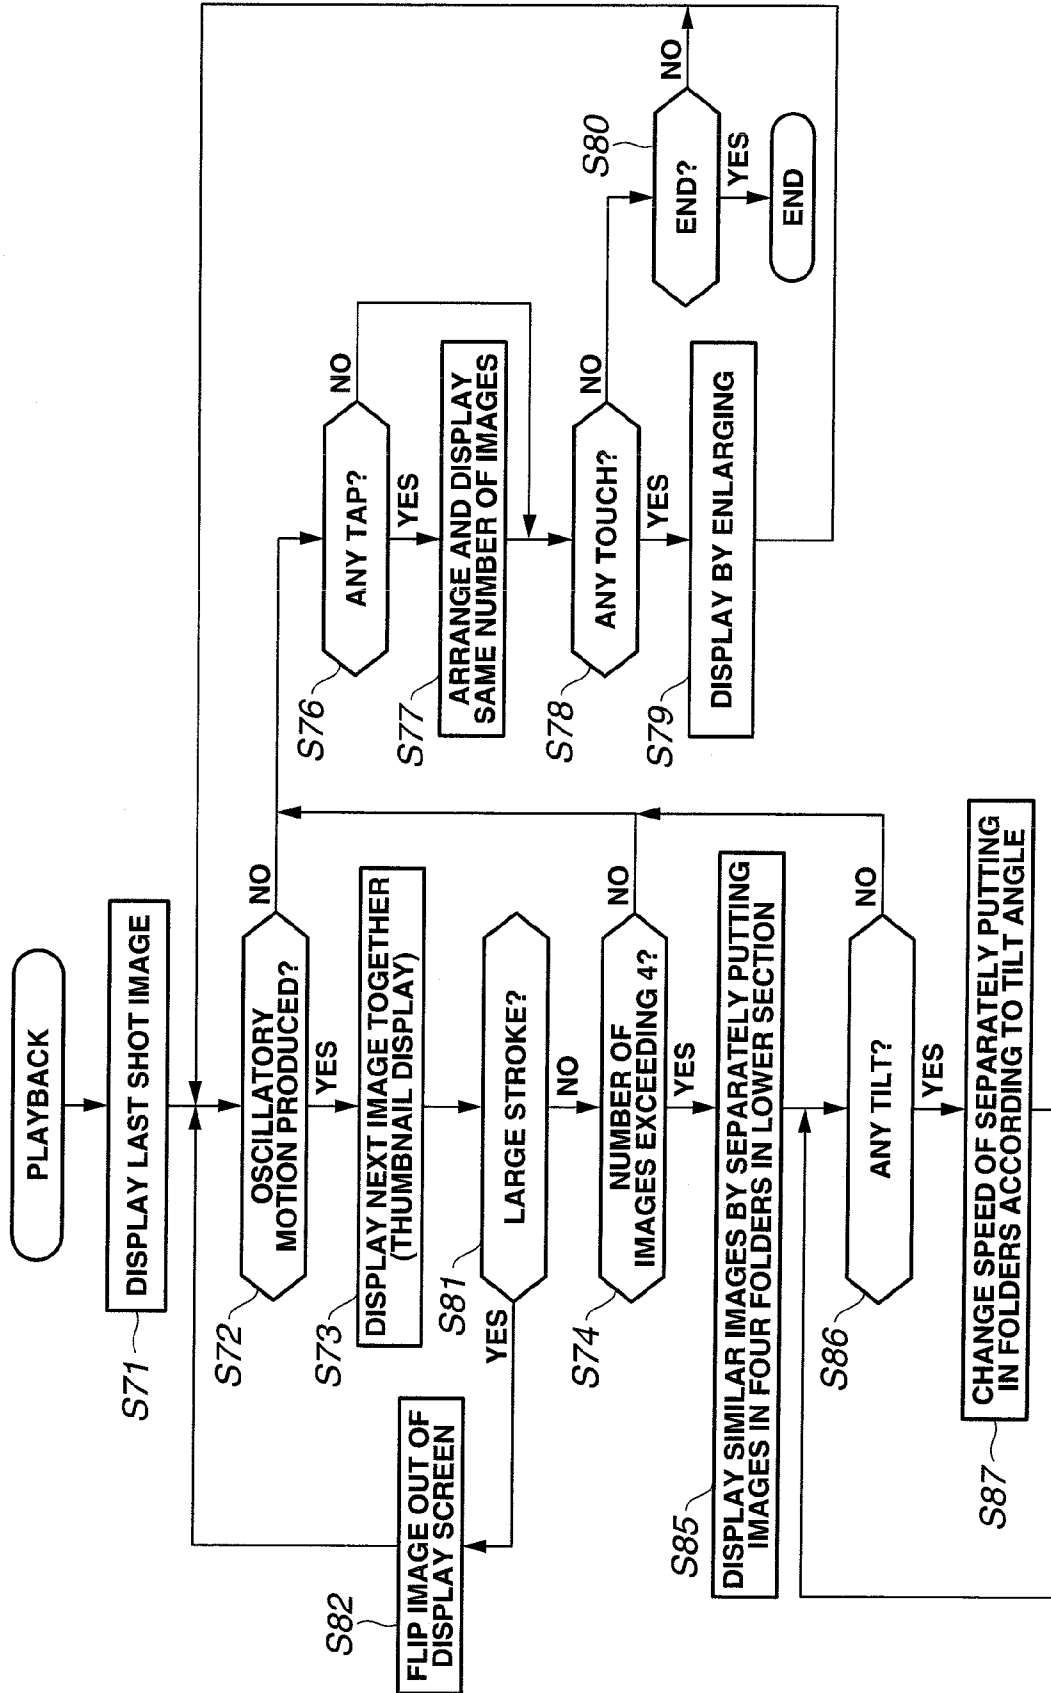 PLAYBACK
S71
DISPLAY LAST SHOT IMAGE
S72
OSCILLATORY
MOTION PRODUCED?
NO
YES
S73
DISPLAY NEXT IMAGE TOGETHER
(THUMBNAIL DISPLAY)
S81
LARGE STROKE?
YES
NO
S82
FLIP IMAGE OUT OF
DISPLAY SCREEN
S74
NUMBER OF
IMAGES EXCEEDING 4?
NO
YES
S85
DISPLAY SIMILAR IMAGES BY SEPARATELY PUTTING
IMAGES IN FOUR FOLDERS IN LOWER SECTION
S86
ANY TILT?
NO
YES
S87
CHANGE SPEED OF SEPARATELY PUTTING
IN FOLDERS ACCORDING TO TILT ANGLE
S76
ANY TAP?
NO
YES
S77
ARRANGE AND DISPLAY
SAME NUMBER OF IMAGES
S78
ANY TOUCH?
NO
YES
S79
DISPLAY BY ENLARGING
S80
END?
NO
YES
END